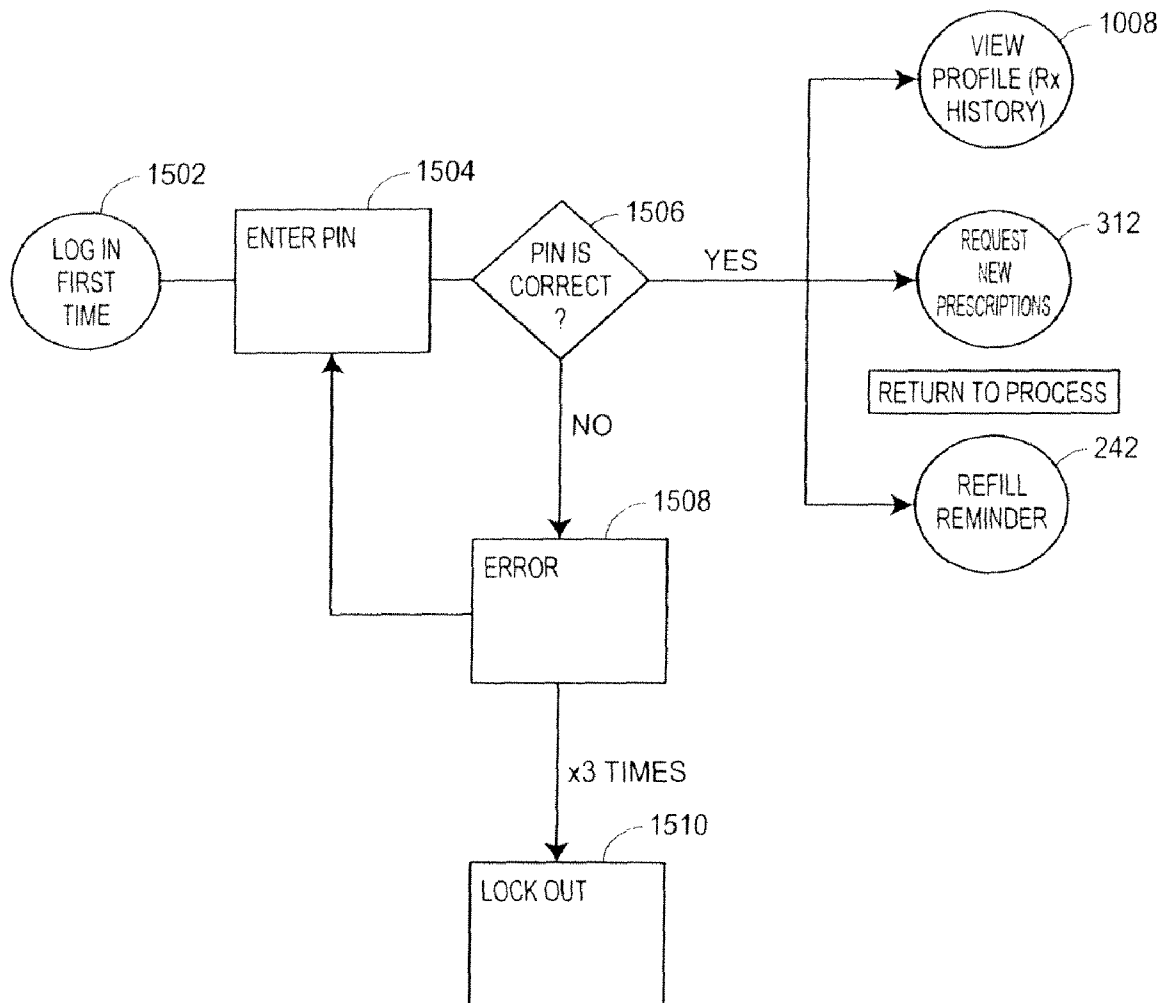 1008
VIEW
PROFILE (Rx
HISTORY)
1502
LOG IN
FIRST
TIME
1504
ENTER PIN
1506
PIN IS
CORRECT
?
YES
312
REQUEST
NEW
PRESCRIPTIONS
RETURN TO PROCESS
NO
242
REFILL
REMINDER
1508
ERROR
x3 TIMES
1510
LOCK OUT